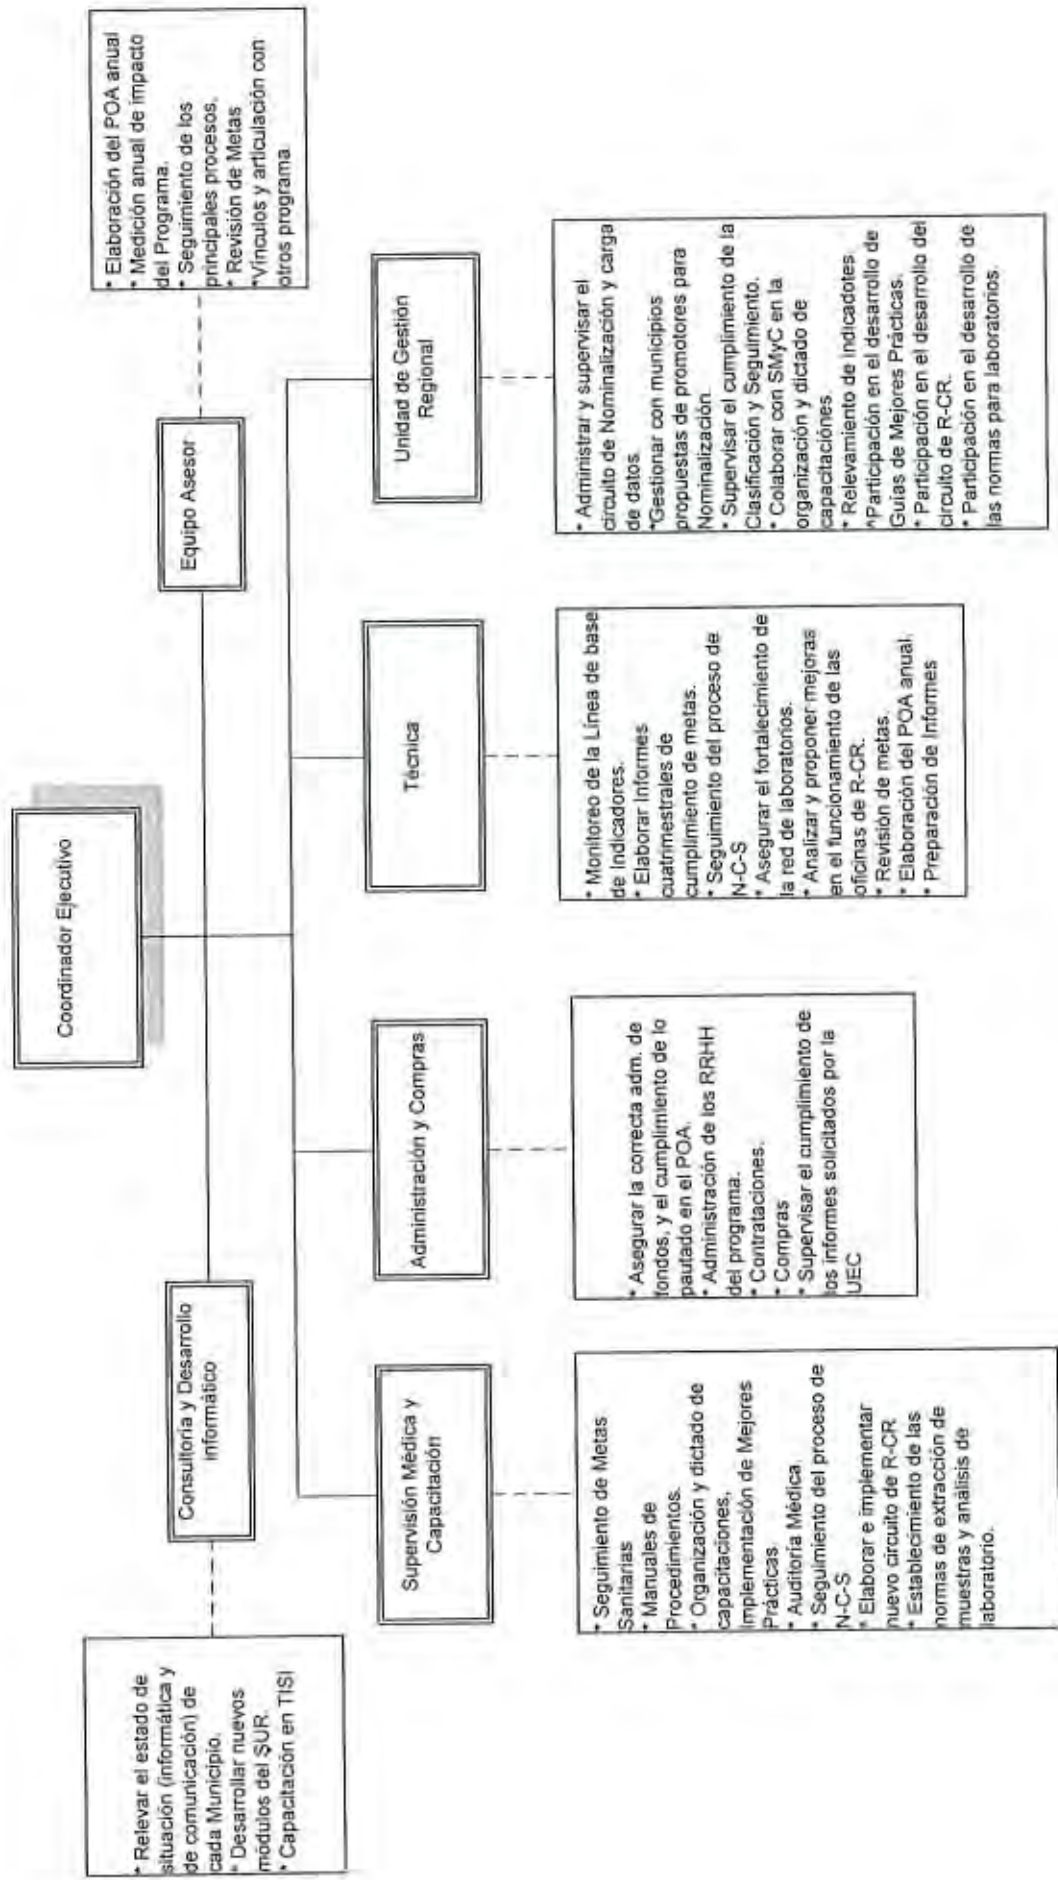 Coordinador Ejecutivo
Consultoria y Desarrollo
informático
Equipo Asesor
* Relevar el estado de
situación (informática y
de comunicación) de
cada Municipio.
* Desarrollar nuevos
módulos del SUR.
* Capacitación en TISI
* Elaboración del POA anual
* Medición anual de impacto
del Programa.
* Seguimiento de los
principales procesos.
* Revisión de Metas
*Vínculos y articulación con
otros programa.
Supervisión Médica y
Capacitación
Administración y Compras
Técnica
Unidad de Gestión
Regional
* Seguimiento de Metas
Sanitarias
* Manuales de
Procedimientos.
* Organización y dictado de
capacitaciones,
Implementación de Mejores
Prácticas.
* Auditoría Médica.
* Seguimiento del proceso de
N-C-S
* Elaborar e implementar
nuevo circuito de R-CR
* Establecimiento de las
normas de extracción de
muestras y análisis de
laboratorio.
* Asegurar la correcta adm. de
fondos, y el cumplimiento de lo
pautado en el POA.
* Administración de los RRHH
del programa.
* Contrataciones.
* Compras
* Supervisar el cumplimiento de
los informes solicitados por la
UEC
* Monitoreo de la Línea de base
de Indicadores.
* Elaborar Informes
cuatrimestrales de
cumplimiento de metas.
* Seguimiento del proceso de
N-C-S
* Asegurar el fortalecimiento de
la red de laboratorios.
* Analizar y proponer mejoras
en el funcionamiento de las
oficinas de R-CR.
* Revisión de metas.
* Elaboración del POA anual.
* Preparación de Informes
* Administrar y supervisar el
circuito de Nominalización y carga
de datos.
*Gestionar con municipios
propuestas de promotores para
Nominalización.
* Supervisar el cumplimiento de la
Clasificación y Seguimiento.
* Colaborar con SMyC en la
organización y dictado de
capacitaciónes.
* Relevamiento de indicadotes.
^Participación en el desarrollo de
Guías de Mejores Prácticas.
* Participación en el desarrollo del
circuito de R-CR.
* Participación en el desarrollo de
las normas para laboratorios.